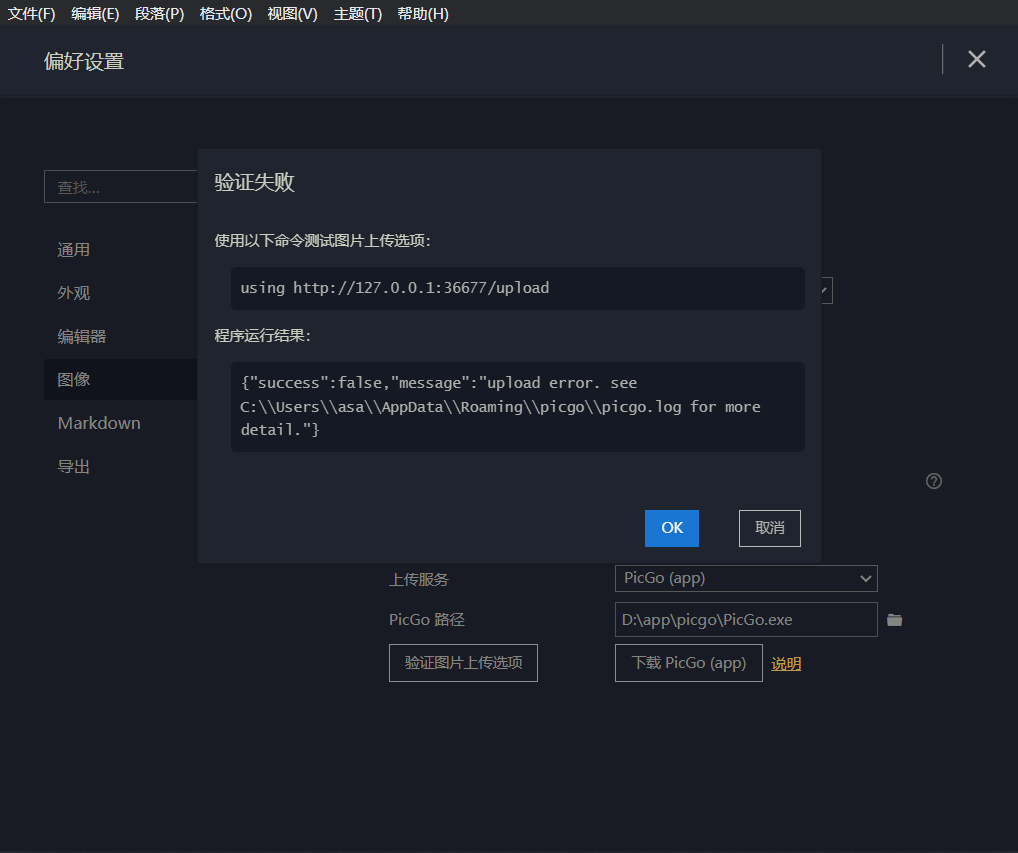 文件(F) 编辑(E) 段落(P) 格式(O) 视图(V) 主题(T) 帮助(H)
偏好设置
查找...
通用
外观
编辑器
图像
Markdown
导出
验证失败
使用以下命令测试图片上传选项:
using http://127.0.0.1:36677/upload
程序运行结果:
{"success":false,"message":"upload error. see
C:\\Users\\asa\\AppData\\Roaming\\picgo\\picgo.log for more
detail."}
OK 取消
上传服务 PicGo (app)
PicGo 路径 D:\app\picgo\PicGo.exe
验证图片上传选项 下载 PicGo (app) 说明